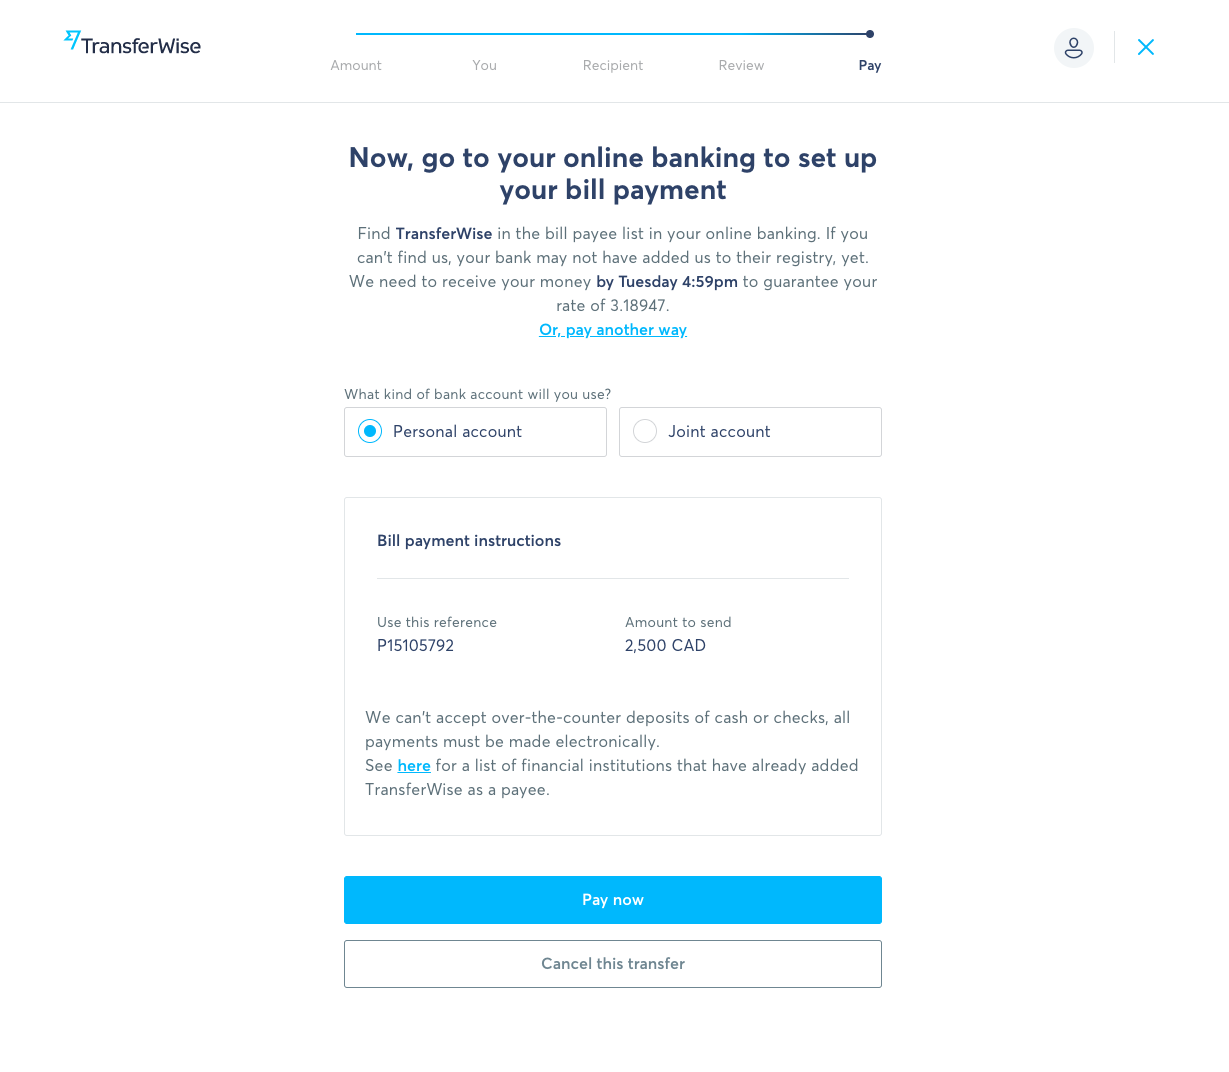 TransferWise
Amount
You
Recipient
Review
Pay
Now, go to your online banking to set up
your bill payment
Find TransferWise in the bill payee list in your online banking. If you
can't find us, your bank may not have added us to their registry, yet.
We need to receive your money by Tuesday 4:59pm to guarantee your
rate of 3.18947.
Or, pay another way
What kind of bank account will you use?
Personal account
Joint account
Bill payment instructions
Use this reference
P15105792
Amount to send
2,500 CAD
We can't accept over-the-counter deposits of cash or checks, all
payments must be made electronically.
See here for a list of financial institutions that have already added
TransferWise as a payee.
Pay now
Cancel this transfer